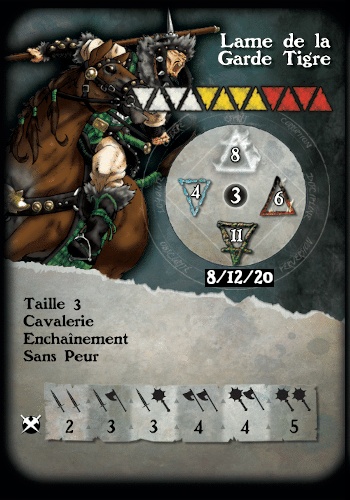 Lame de la
Garde Tigre
8
4
3
6
11
8/12/20
Taille 3
Cavalerie
Enchaînement
Sans Peur
2 3 3 4 4 5